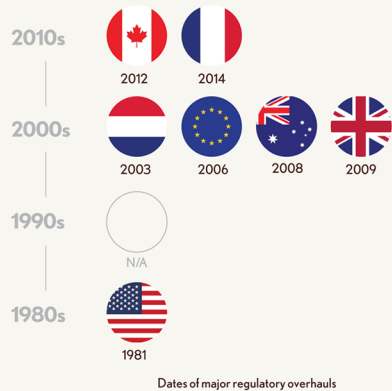 2010s
2012 2014
2000s
2003 2006 2008 2009
1990s
N/A
1980s
1981
Dates of major regulatory overhauls